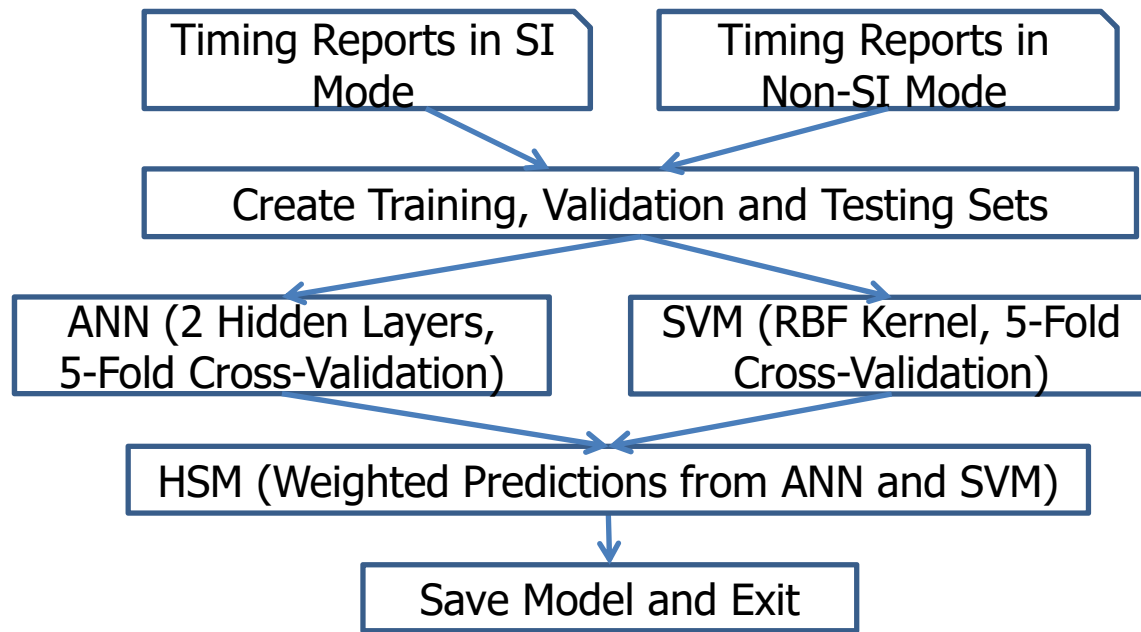 Timing Reports in SI
Mode
Timing Reports in
Non-SI Mode
Create Training, Validation and Testing Sets
ANN (2 Hidden Layers,
5-Fold Cross-Validation)
SVM (RBF Kernel, 5-Fold
Cross-Validation)
HSM (Weighted Predictions from ANN and SVM)
Save Model and Exit